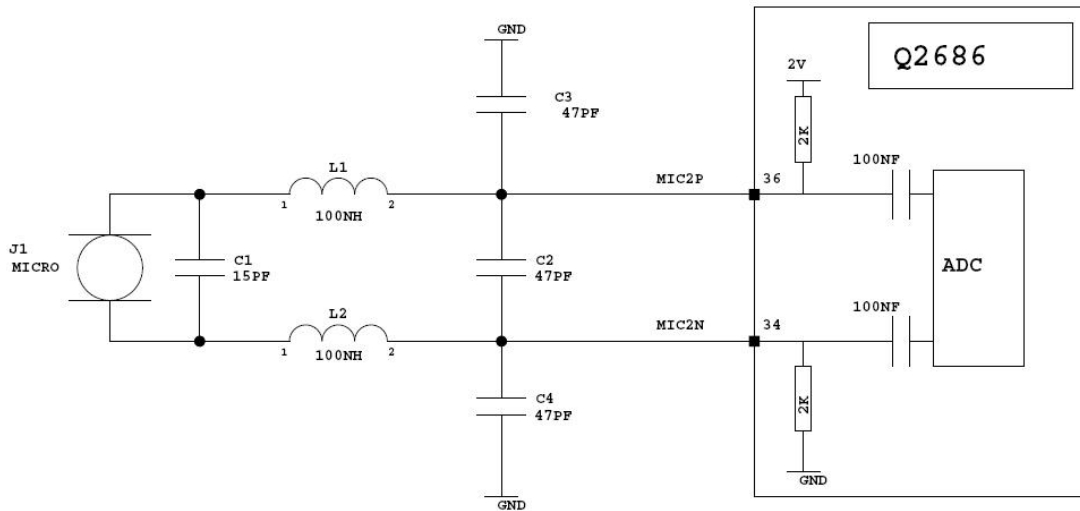 GND
Q2686
2V
C3
47PF
2K
100NF
L1
MIC2P
36
1
2
100NH
J1
MICRO
C1
15PF
C2
47PF
ADC
L2
MIC2N
34
100NF
1
2
100NH
C4
47PF
2K
GND
GND